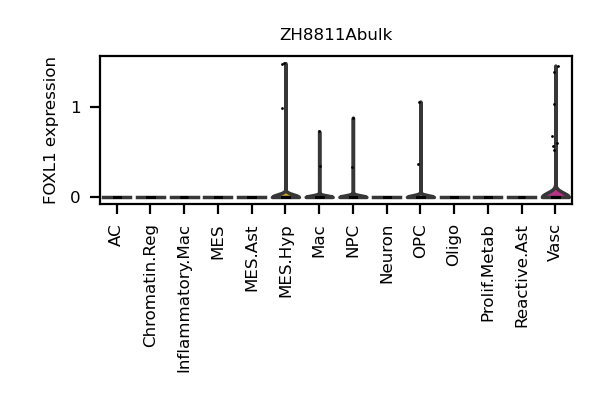 ZH8811Abulk
FOXL1 expression
1
0
AC
Chromatin.Reg
Inflammatory.Mac
MES
MES.Ast
MES.Hyp
Mac
NPC
Neuron
OPC
Oligo
Prolif.Metab
Reactive.Ast
Vasc